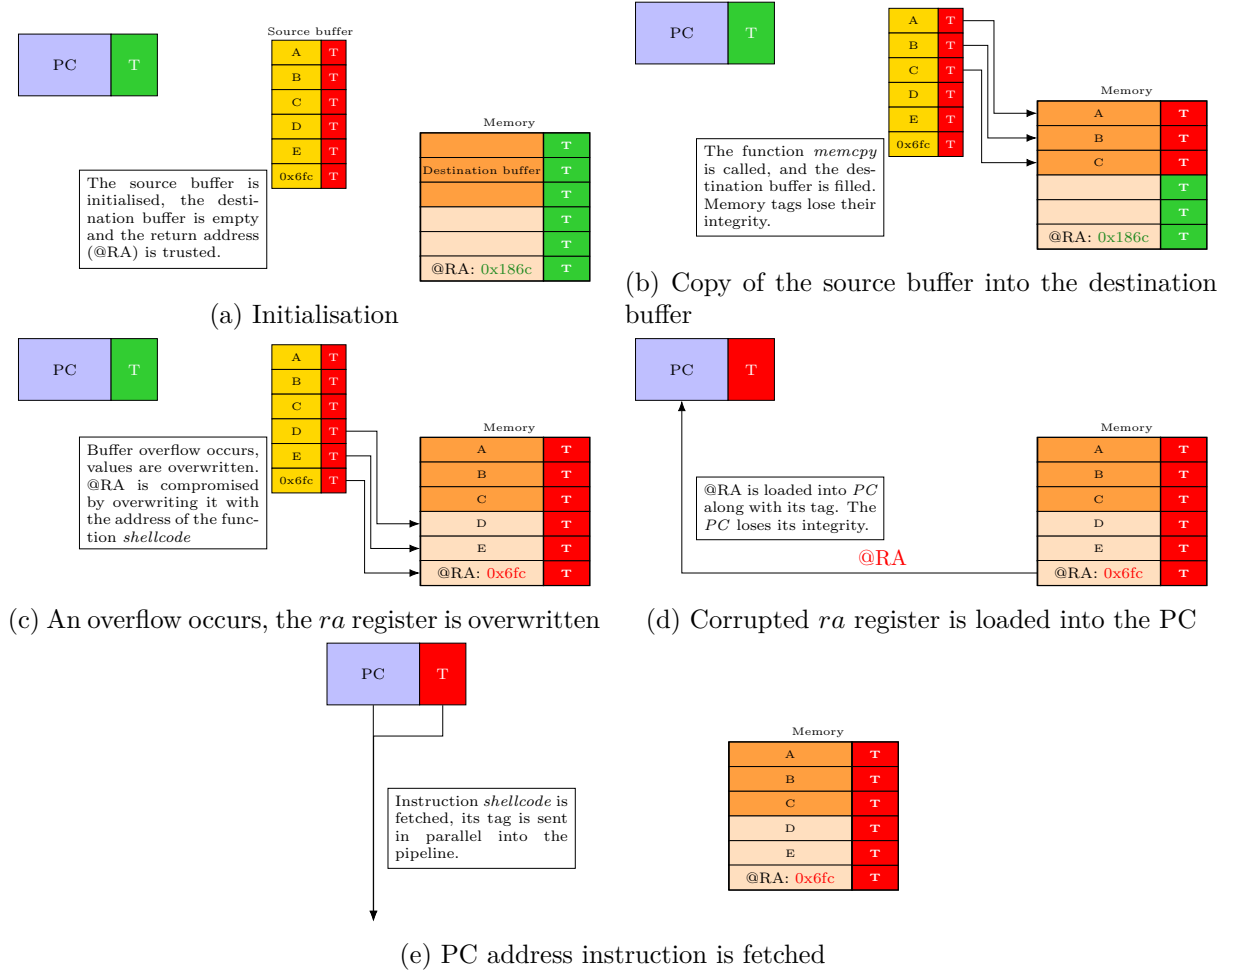 PC
T
Source buffer
A T
B T
C T
D T
E T
0x6fc T
The source buffer is
initialised, the desti-
nation buffer is empty
and the return address
(@RA) is trusted.
Memory
T
Destination buffer T
T
T
T
@RA: 0x186c T
(a) Initialisation
PC
T
A T
B T
C T
D T
E T
0x6fc T
The function memcpy
is called, and the des-
tination buffer is filled.
Memory tags lose their
integrity.
Memory
A T
B T
C T
T
T
@RA: 0x186c T
(b) Copy of the source buffer into the destination
buffer
PC
T
A T
B T
C T
D T
E T
0x6fc T
Buffer overflow occurs,
values are overwritten.
@RA is compromised
by overwriting it with
the address of the func-
tion shellcode
Memory
A T
B T
C T
D T
E T
@RA: 0x6fc T
(c) An overflow occurs, the ra register is overwritten
PC
T
@RA is loaded into PC
along with its tag. The
PC loses its integrity.
@RA
Memory
A T
B T
C T
D T
E T
@RA: 0x6fc T
(d) Corrupted ra register is loaded into the PC
PC
T
Instruction shellcode is
fetched, its tag is sent
in parallel into the
pipeline.
Memory
A T
B T
C T
D T
E T
@RA: 0x6fc T
(e) PC address instruction is fetched